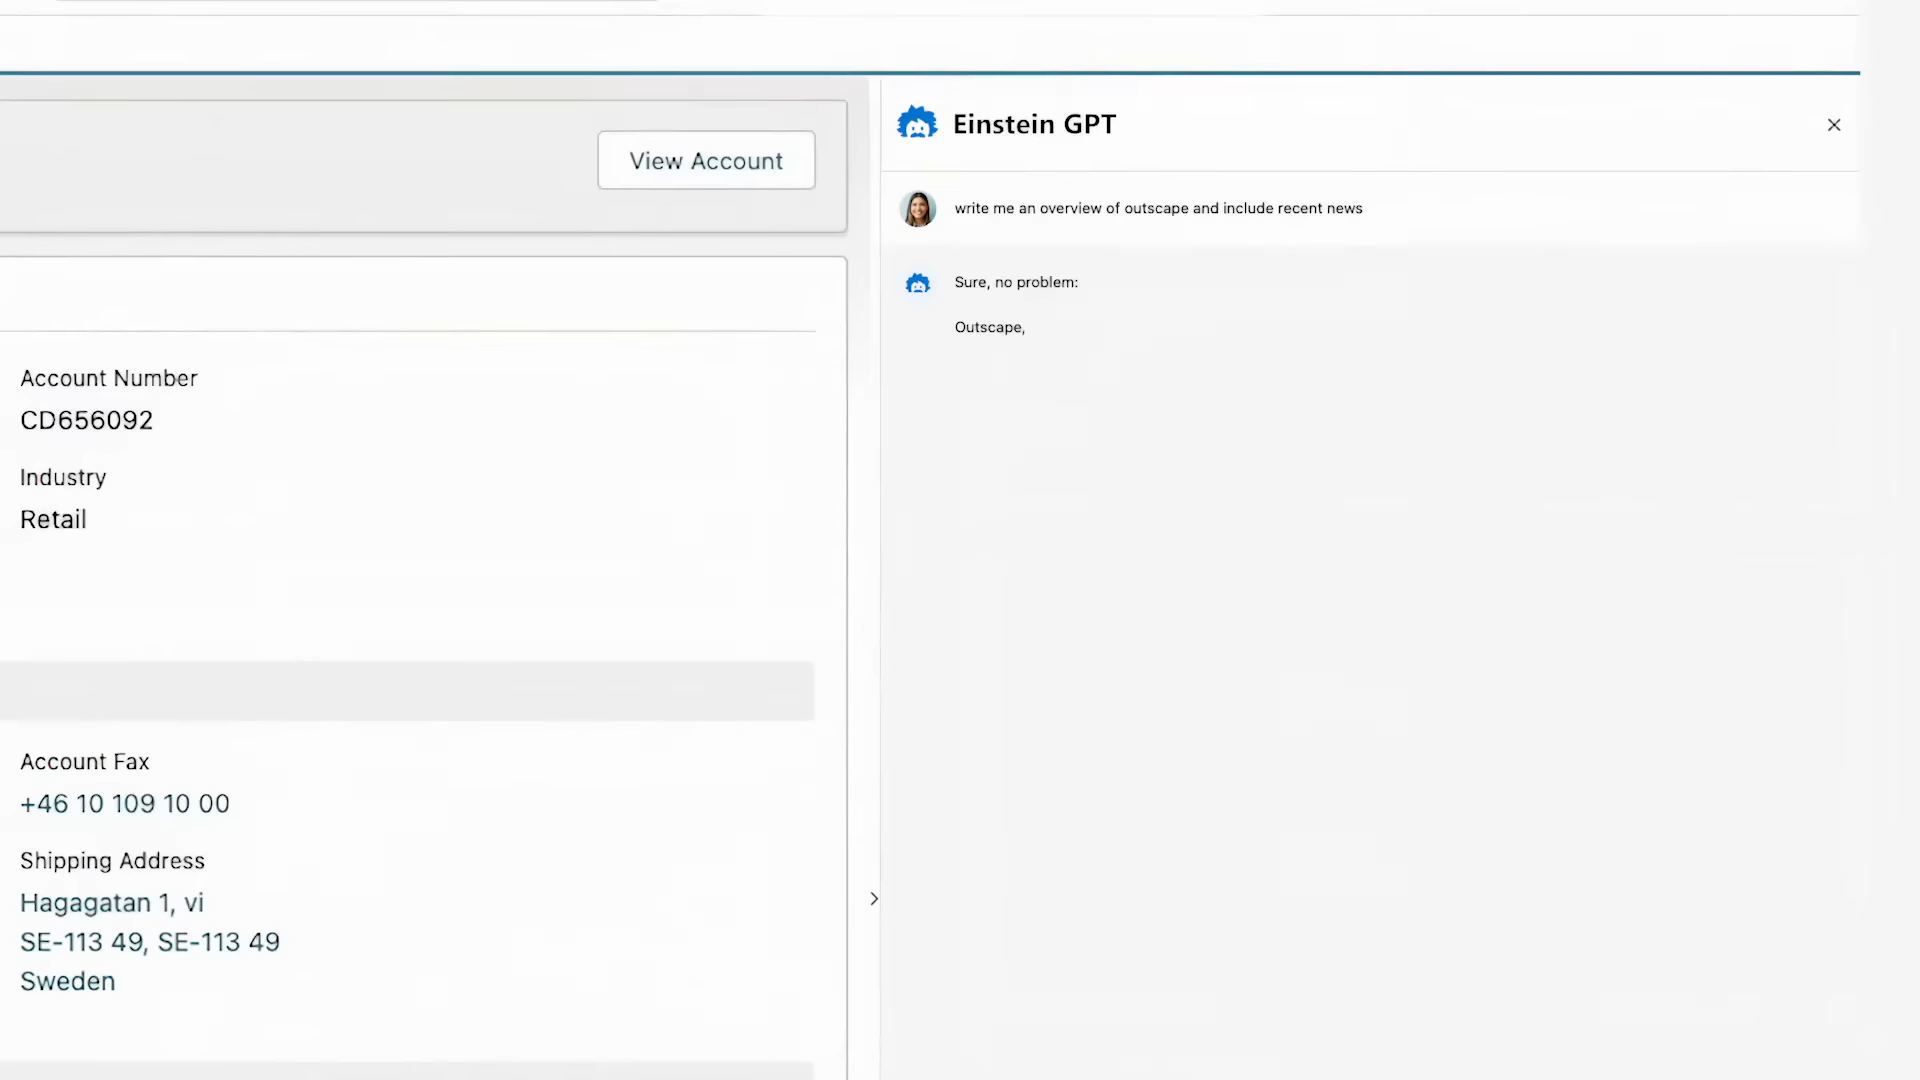 View Account
Account Number
CD656092
Industry
Retail
Account Fax
+46 10 109 10 00
Shipping Address
Hagagatan 1, vi
SE-113 49, SE-113 49
Sweden
Einstein GPT
write me an overview of outscape and include recent news
Sure, no problem:
Outscape,